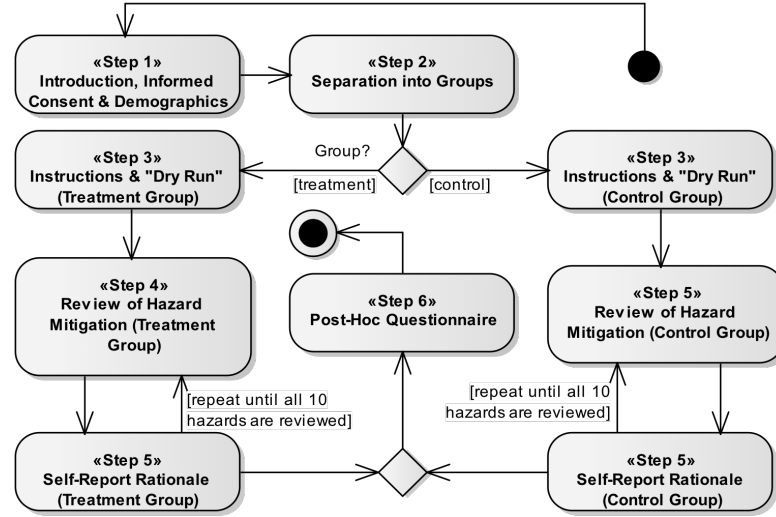 «Step 1»
Introduction, Informed
Consent & Demographics
«Step 2»
Separation into Groups
Group?
[treatment]
[control]
«Step 3»
Instructions & "Dry Run"
(Treatment Group)
«Step 3»
Instructions & "Dry Run"
(Control Group)
«Step 4»
Review of Hazard
Mitigation (Treatment
Group)
«Step 6»
Post-Hoc Questionnaire
«Step 5»
Review of Hazard
Mitigation (Control Group)
[repeat until all 10
hazards are reviewed]
[repeat until all 10
hazards are reviewed]
«Step 5»
Self-Report Rationale
(Treatment Group)
«Step 5»
Self-Report Rationale
(Control Group)